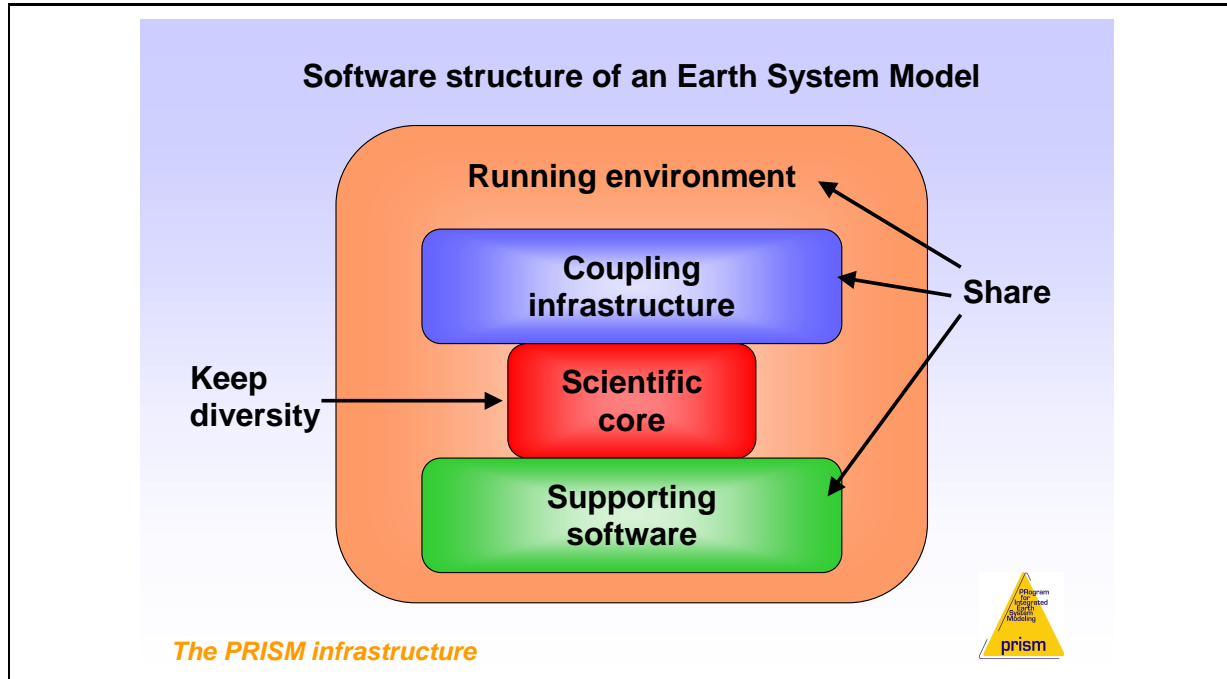 Software structure of an Earth System Model
Running environment
Coupling
infrastructure
Share
Keep
diversity
Scientific
core
Supporting
software
The PRISM infrastructure
PRogram
for
Integrated
Earth
System
Modeling
prism